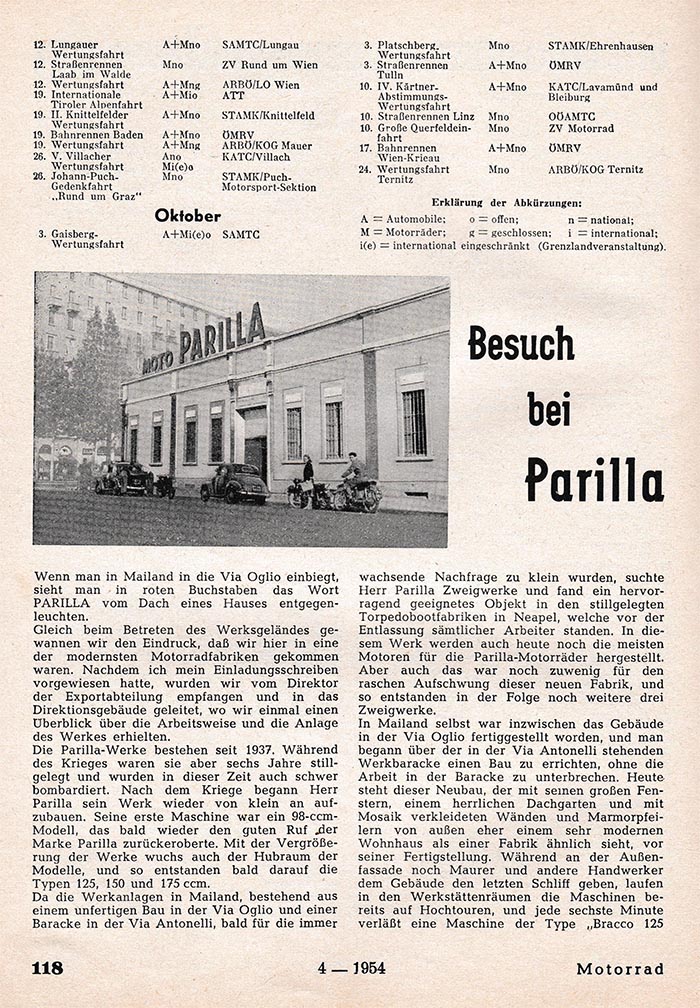 12. Lungauer A+Mno SAMTC/Lungau
Wertungsfahrt
12. Straßenrennen Mno ZV Rund um Wien
Laab im Walde
12. Wertungsfahrt A+Mng ARBÖ/LO Wien
19. Internationale A+Mio ATT
Tiroler Alpenfahrt
19. II. Knittelfelder A+Mno STAMK/Knittelfeld
Wertungsfahrt
19. Bahnrennen Baden A+Mno ÖMRV
19. Wertungsfahrt A+Mng ARBÖ/KOG Mauer
26. V. Villacher Ano KATC/Villach
Wertungsfahrt Mi(e)o
26. Johann-Puch- Mno STAMK/Puch-
Gedenkfahrt Motorsport-Sektion
„Rund um Graz"
Oktober
3. Gaisberg- A+Mi(e)o SAMTC
Wertungsfahrt
3. Platschberg. Mno STAMK/Ehrenhausen
Wertungsfahrt
3. Straßenrennen A+Mno ÖMRV
Tulln
10. IV. Kärtner- A+Mno KATC/Lavamünd und
Abstimmungs- Bleiburg
Wertungsfahrt
10. Straßenrennen Linz Mno OÖAMTC
10. Große Querfeldein- Mno ZV Motorrad
fahrt
17. Bahnrennen A+Mno ÖMRV
Wien-Krieau
24. Wertungsfahrt Mno ARBÖ/KOG Ternitz
Ternitz
Erklärung der Abkürzungen:
A = Automobile; o = offen; n = national;
M = Motorräder; g = geschlossen; i = international;
i(e) = international eingeschränkt (Grenzlandveranstaltung).
MOTO PARILLA
Besuch
bei
Parilla
Wenn man in Mailand in die Via Oglio einbiegt,
sieht man in roten Buchstaben das Wort
PARILLA vom Dach eines Hauses entgegen-
leuchten.
Gleich beim Betreten des Werksgeländes ge-
wannen wir den Eindruck, daß wir hier in eine
der modernsten Motorradfabriken gekommen
waren. Nachdem ich mein Einladungsschreiben
vorgewiesen hatte, wurden wir vom Direktor
der Exportabteilung empfangen und in das
Direktionsgebäude geleitet, wo wir einmal einen
Überblick über die Arbeitsweise und die Anlage
des Werkes erhielten.
Die Parilla-Werke bestehen seit 1937. Während
des Krieges waren sie aber sechs Jahre still-
gelegt und wurden in dieser Zeit auch schwer
bombardiert. Nach dem Kriege begann Herr
Parilla sein Werk wieder von klein an auf-
zubauen. Seine erste Maschine war ein 98-ccm-
Modell, das bald wieder den guten Ruf der
Marke Parilla zurückeroberte. Mit der Vergröße-
rung der Werke wuchs auch der Hubraum der
Modelle, und so entstanden bald darauf die
Typen 125, 150 und 175 ccm.
Da die Werkanlagen in Mailand, bestehend aus
einem unfertigen Bau in der Via Oglio und einer
Baracke in der Via Antonelli, bald für die immer
wachsende Nachfrage zu klein wurden, suchte
Herr Parilla Zweigwerke und fand ein hervor-
ragend geeignetes Objekt in den stillgelegten
Torpedobootfabriken in Neapel, welche vor der
Entlassung sämtlicher Arbeiter standen. In die-
sem Werk werden auch heute noch die meisten
Motoren für die Parilla-Motorräder hergestellt.
Aber auch das war noch zuwenig für den
raschen Aufschwung dieser neuen Fabrik, und
so entstanden in der Folge noch weitere drei
Zweigwerke.
In Mailand selbst war inzwischen das Gebäude
in der Via Oglio fertiggestellt worden, und man
begann über der in der Via Antonelli stehenden
Werkbaracke einen Bau zu errichten, ohne die
Arbeit in der Baracke zu unterbrechen. Heute
steht dieser Neubau, der mit seinen großen Fen-
stern, einem herrlichen Dachgarten und mit
Mosaik verkleideten Wänden und Marmorpfei-
lern von außen eher einem sehr modernen
Wohnhaus als einer Fabrik ähnlich sieht, vor
seiner Fertigstellung. Während an der Außen-
fassade noch Maurer und andere Handwerker
dem Gebäude den letzten Schliff geben, laufen
in den Werkstättenräumen die Maschinen be-
reits auf Hochtouren, und jede sechste Minute
verläßt eine Maschine der Type „Bracco 125
118 4 — 1954 Motorrad